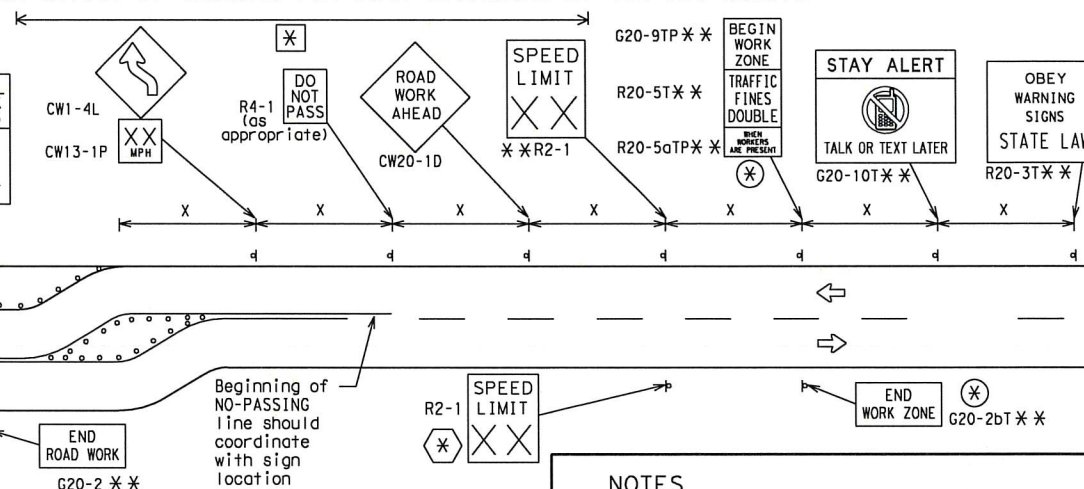 CW1-4L
CW13-1P
XX
MPH
*
R4-1
(as
appropriate)
DO
NOT
PASS
ROAD
WORK
AHEAD
CW20-1D
SPEED
LIMIT
XX
**R2-1
G20-9TP**
R20-5T**
R20-5aTP**
BEGIN
WORK
ZONE
TRAFFIC
FINES
DOUBLE
WHEN
WORKERS
ARE PRESENT
*
STAY ALERT
TALK OR TEXT LATER
G20-10T**
OBEY
WARNING
SIGNS
STATE LAW
R20-3T**
X X X X X X X
Beginning of
NO-PASSING
line should
coordinate
with sign
location
R2-1
*
SPEED
LIMIT
XX
END
WORK ZONE
*
G20-2bT**
END
ROAD WORK
G20-2 **
NOTES